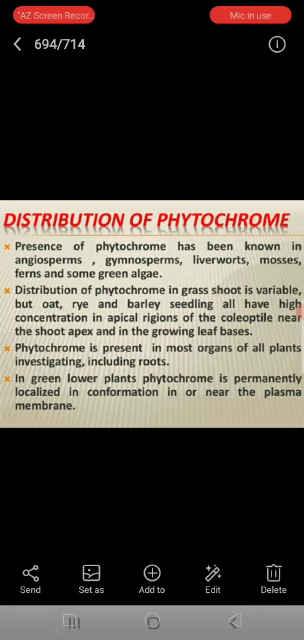 "AZ Screen Recor...
Mic in use
694/714
DISTRIBUTION OF PHYTOCHROME
Presence of phytochrome has been known in
angiosperms , gymnosperms, liverworts, mosses,
ferns and some green algae.
Distribution of phytochrome in grass shoot is variable,
but oat, rye and barley seedling all have high
concentration in apical rigions of the coleoptile near
the shoot apex and in the growing leaf bases.
Phytochrome is present in most organs of all plants
investigating, including roots.
In green lower plants phytochrome is permanently
localized in conformation in or near the plasma
membrane.
Send
Set as
Add to
Edit
Delete